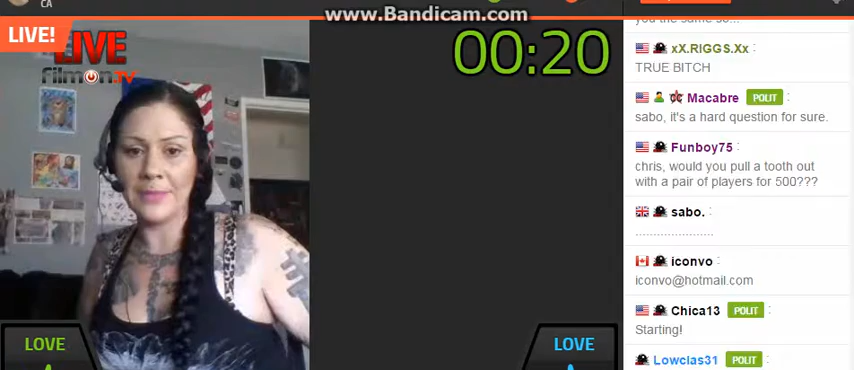 CA
www.Bandicam.com
LIVE!
LIVE
filmon.TV
00:20
LOVE
LOVE
you the same so...
xX.RIGGS.Xx :
TRUE BITCH
Macabre POLIT :
sabo, it's a hard question for sure.
Funboy75 :
chris, would you pull a tooth out
with a pair of players for 500???
sabo. :
......................
iconvo :
iconvo@hotmail.com
Chica13 POLIT :
Starting!
Lowclas31 POLIT :